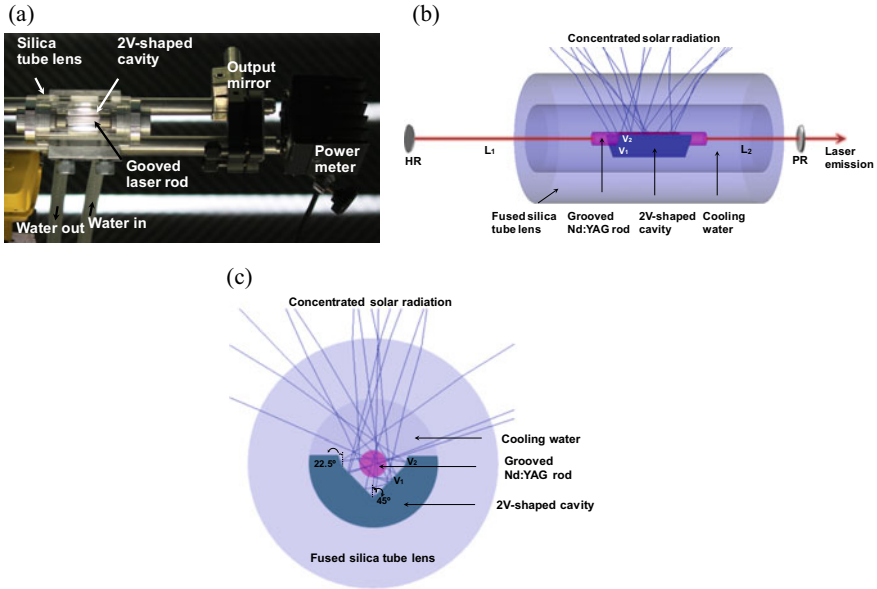 (a)
Silica
tube lens
2V-shaped
cavity
Output
mirror
Gooved
laser rod
Power
meter
Water out
Water in
(b)
Concentrated solar radiation
V₂
V₁
L₁
L₂
HR
PR
Laser
emission
Fused silica
tube lens
Grooved
Nd:YAG rod
2V-shaped
cavity
Cooling
water
(c)
Concentrated solar radiation
Cooling water
22.5º
V₂
Grooved
Nd:YAG rod
V₁
45º
2V-shaped cavity
Fused silica tube lens